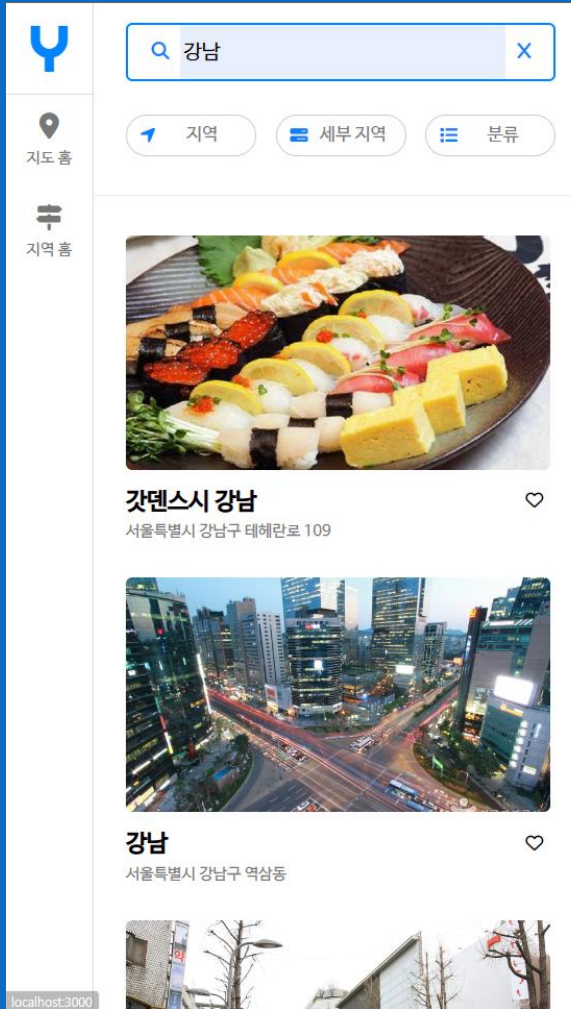 강남
지역
세부 지역
분류
지도 홈
지역 홈
갓덴스시 강남
서울특별시 강남구 테헤란로 109
강남
서울특별시 강남구 역삼동
약
localhost:3000